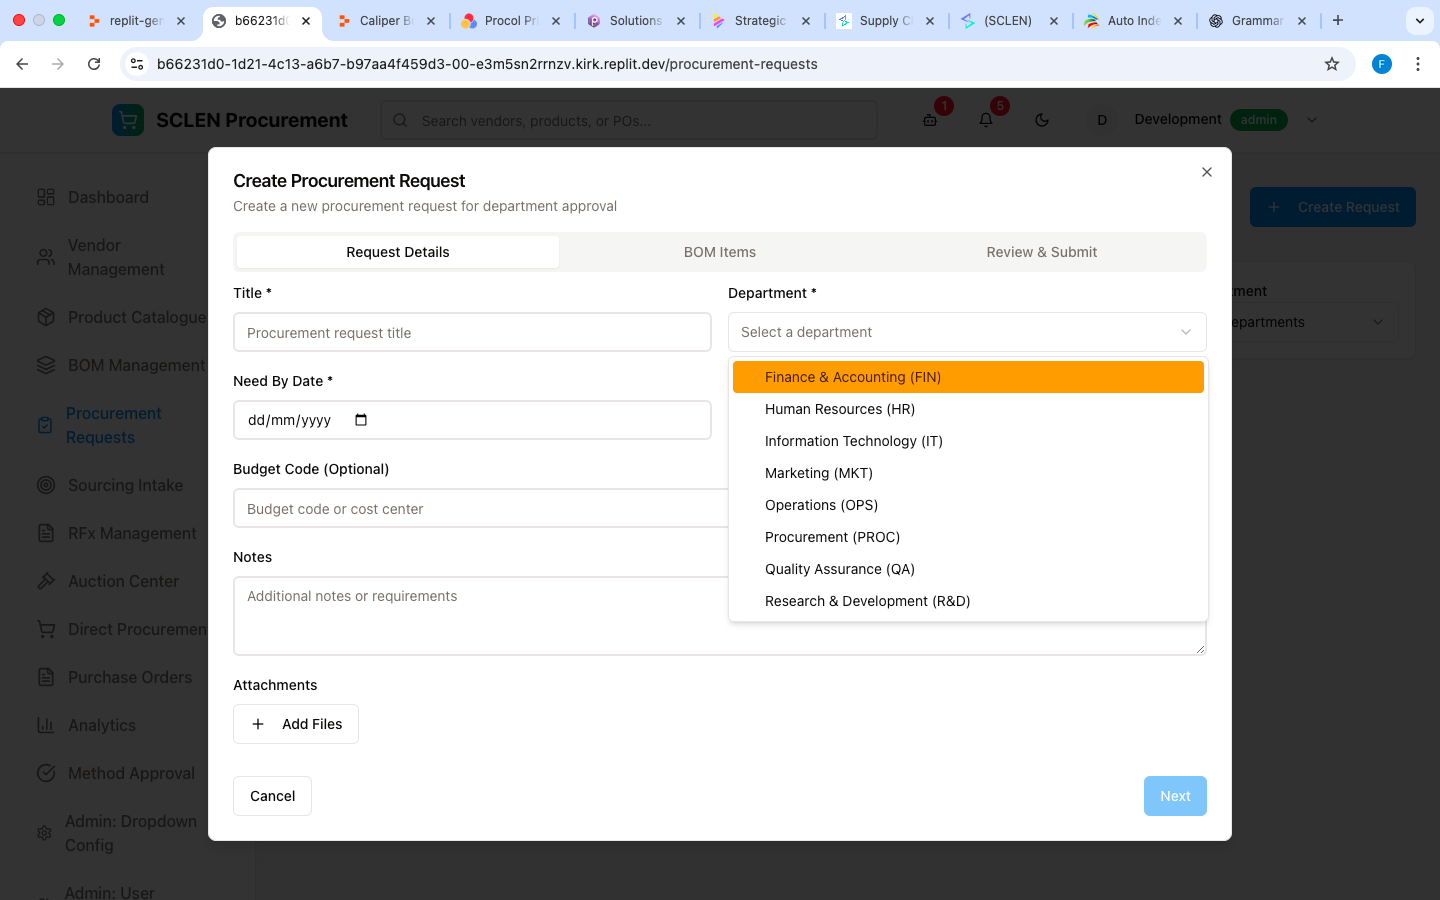 replit-gen
b66231d0
Caliper Bu
Procol Pri
Solutions
Strategic
Supply Ch
(SCLEN)
Auto Inde
Grammar
b66231d0-1d21-4c13-a6b7-b97aa4f459d3-00-e3m5sn2rrnzv.kirk.replit.dev/procurement-requests
F
SCLEN Procurement
Search vendors, products, or POs...
1
5
D
Development
admin
Dashboard
Vendor
Management
Product Catalogue
BOM Management
Procurement
Requests
Sourcing Intake
RFx Management
Auction Center
Direct Procuremen
Purchase Orders
Analytics
Method Approval
Admin: Dropdown
Config
Admin: User
Create Request
ment
epartments
Create Procurement Request
Create a new procurement request for department approval
Request Details
BOM Items
Review & Submit
Title *
Procurement request title
Department *
Select a department
Finance & Accounting (FIN)
Human Resources (HR)
Information Technology (IT)
Marketing (MKT)
Operations (OPS)
Procurement (PROC)
Quality Assurance (QA)
Research & Development (R&D)
Need By Date *
dd/mm/yyyy
Budget Code (Optional)
Budget code or cost center
Notes
Additional notes or requirements
Attachments
Add Files
Cancel
Next